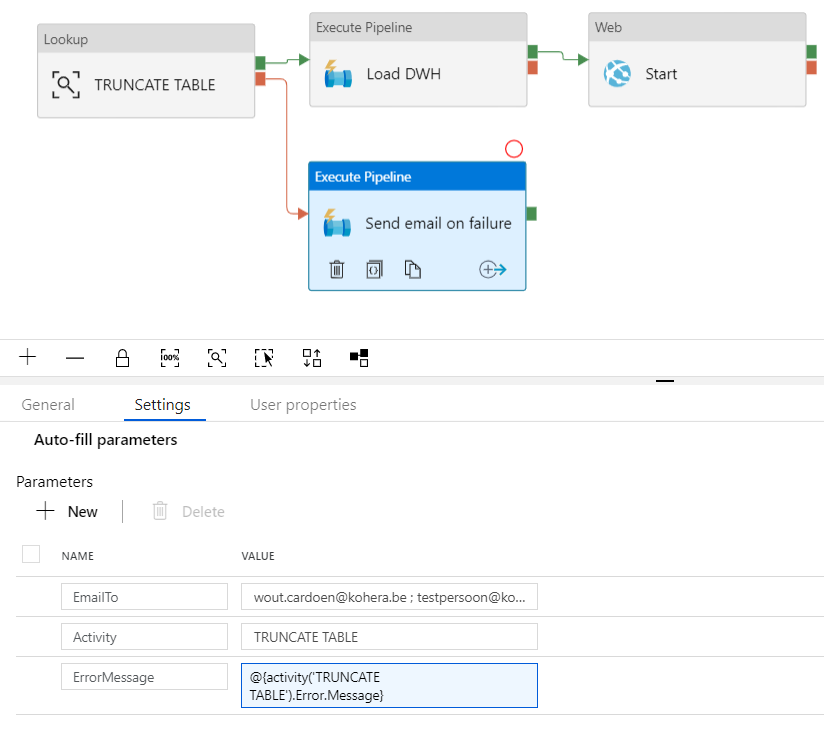 Lookup
TRUNCATE TABLE
Execute Pipeline
Load DWH
Web
Start
Execute Pipeline
Send email on failure
100%
General
Settings
User properties
Auto-fill parameters
Parameters
New
Delete
NAME
VALUE
EmailTo
wout.cardoen@kohera.be ; testpersoon@ko...
Activity
TRUNCATE TABLE
ErrorMessage
@{activity('TRUNCATE
TABLE').Error.Message}